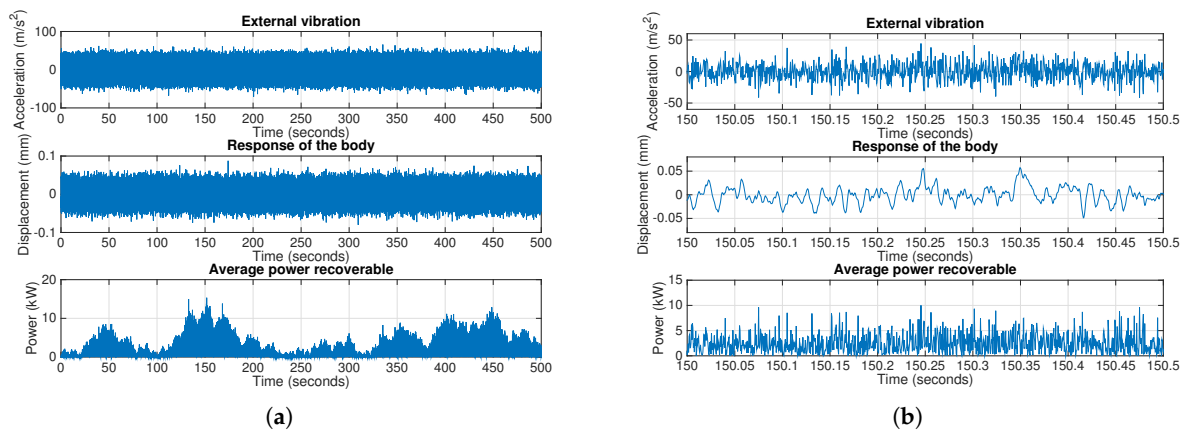 External vibration
Acceleration (m/s²)
100
0
-100
0 50 100 150 200 250 300 350 400 450 500
Time (seconds)
Response of the body
Displacement (mm)
0.1
0
-0.1
0 50 100 150 200 250 300 350 400 450 500
Time (seconds)
Average power recoverable
Power (kW)
20
10
0
0 50 100 150 200 250 300 350 400 450 500
Time (seconds)
(a)
External vibration
Acceleration (m/s²)
50
0
-50
150 150.05 150.1 150.15 150.2 150.25 150.3 150.35 150.4 150.45 150.5
Time (seconds)
Response of the body
Displacement (mm)
0.05
0
-0.05
150 150.05 150.1 150.15 150.2 150.25 150.3 150.35 150.4 150.45 150.5
Time (seconds)
Average power recoverable
Power (kW)
15
10
5
0
150 150.05 150.1 150.15 150.2 150.25 150.3 150.35 150.4 150.45 150.5
Time (seconds)
(b)